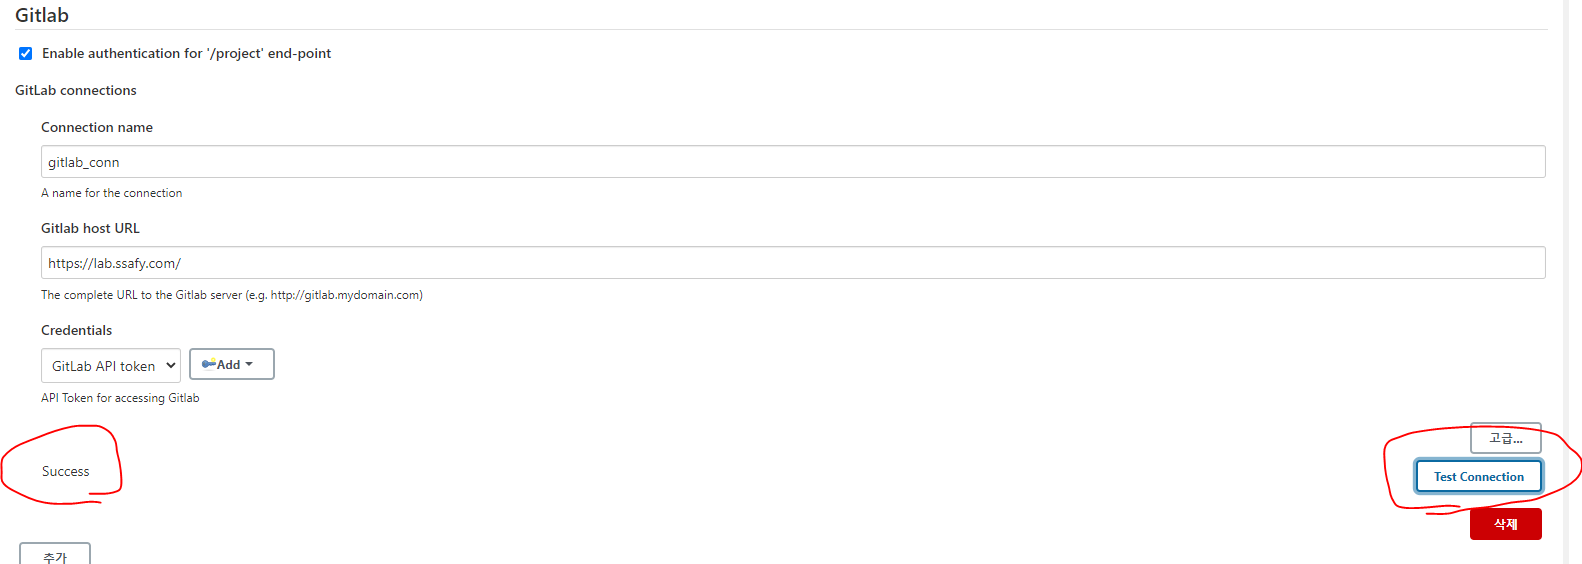 Gitlab
Enable authentication for '/project' end-point
GitLab connections
Connection name
gitlab_conn
A name for the connection
Gitlab host URL
https://lab.ssafy.com/
The complete URL to the Gitlab server (e.g. http://gitlab.mydomain.com)
Credentials
GitLab API token
Add
API Token for accessing Gitlab
고급...
Success
Test Connection
삭제
추가